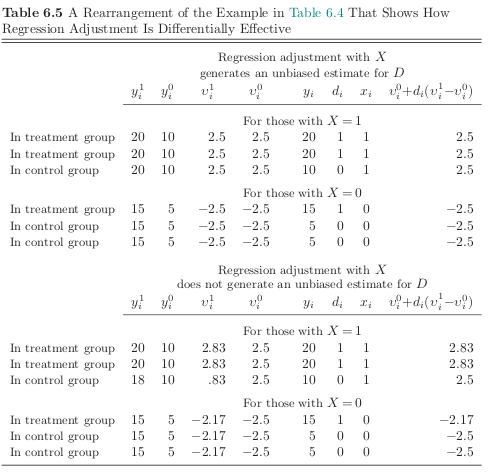 Table 6.5 A Rearrangement of the Example in Table 6.4 That Shows How
Regression Adjustment Is Differentially Effective
Regression adjustment with X
generates an unbiased estimate for D
y_i^1 y_i^0 υ_i^1 υ_i^0 y_i d_i x_i υ_i^0+d_i(υ_i^1−υ_i^0)
For those with X = 1
In treatment group 20 10 2.5 2.5 20 1 1 2.5
In treatment group 20 10 2.5 2.5 20 1 1 2.5
In control group 20 10 2.5 2.5 10 0 1 2.5
For those with X = 0
In treatment group 15 5 −2.5 −2.5 15 1 0 −2.5
In control group 15 5 −2.5 −2.5 5 0 0 −2.5
In control group 15 5 −2.5 −2.5 5 0 0 −2.5
Regression adjustment with X
does not generate an unbiased estimate for D
y_i^1 y_i^0 υ_i^1 υ_i^0 y_i d_i x_i υ_i^0+d_i(υ_i^1−υ_i^0)
For those with X = 1
In treatment group 20 10 2.83 2.5 20 1 1 2.83
In treatment group 20 10 2.83 2.5 20 1 1 2.83
In control group 18 10 .83 2.5 10 0 1 2.5
For those with X = 0
In treatment group 15 5 −2.17 −2.5 15 1 0 −2.17
In control group 15 5 −2.17 −2.5 5 0 0 −2.5
In control group 15 5 −2.17 −2.5 5 0 0 −2.5